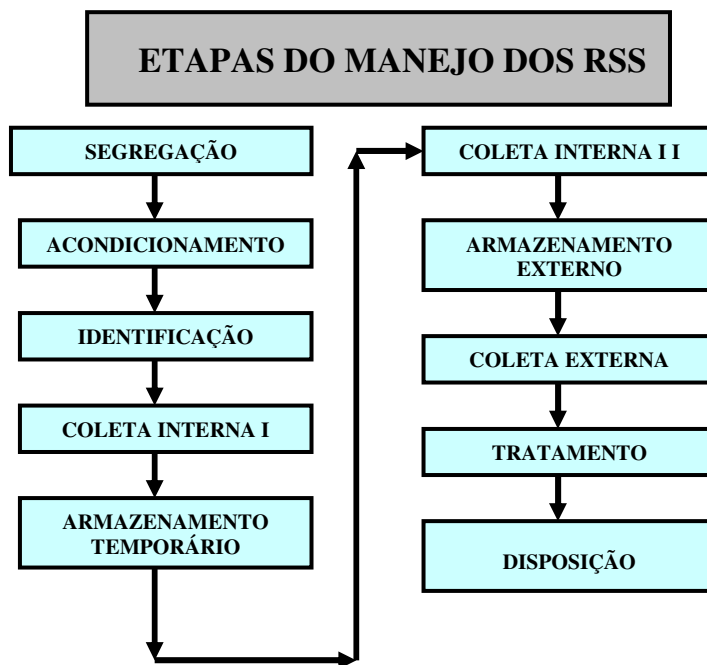 ETAPAS DO MANEJO DOS RSS
SEGREGAÇÃO
ACONDICIONAMENTO
IDENTIFICAÇÃO
COLETA INTERNA I
ARMAZENAMENTO
TEMPORÁRIO
COLETA INTERNA I I
ARMAZENAMENTO
EXTERNO
COLETA EXTERNA
TRATAMENTO
DISPOSIÇÃO